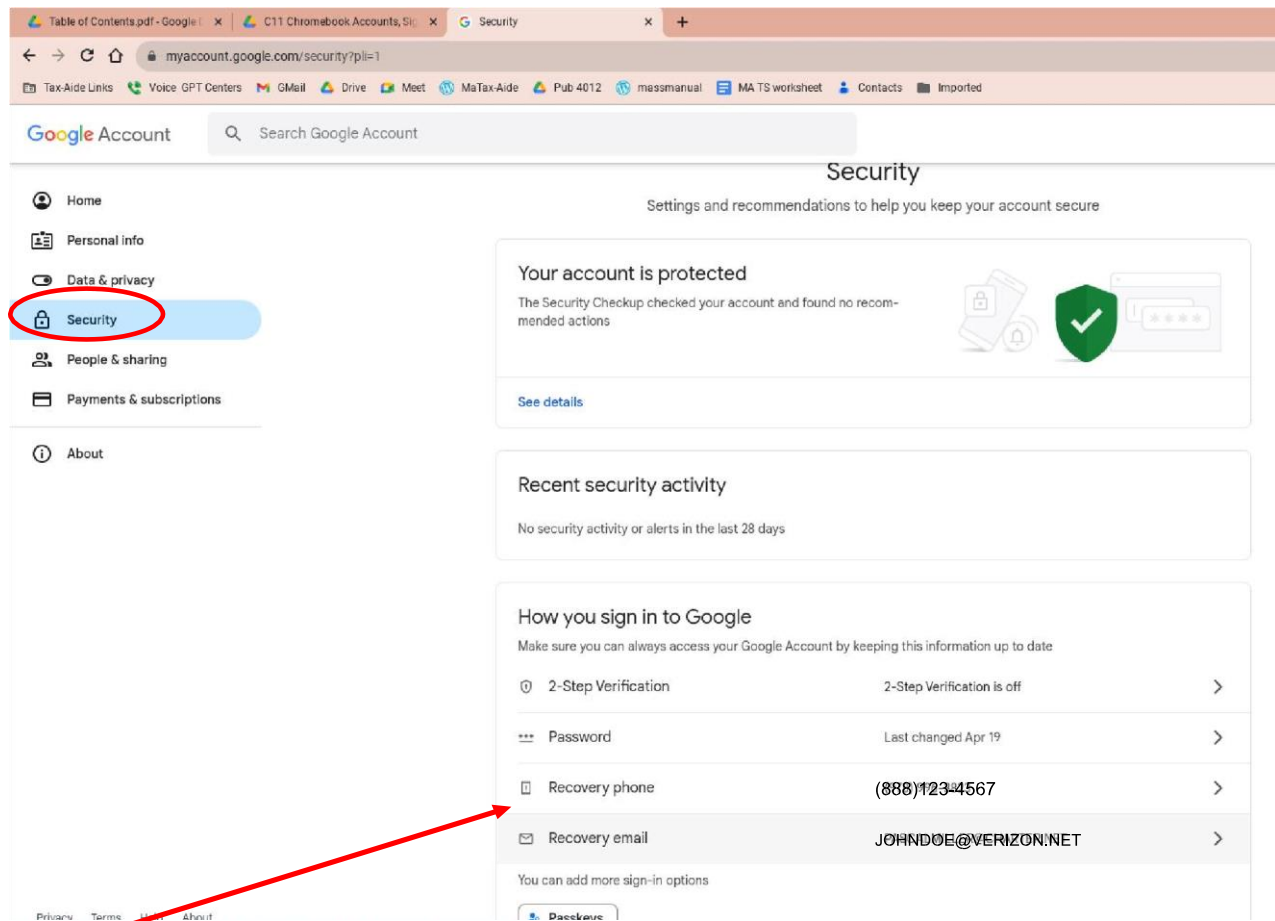 Table of Contents.pdf - Google
C11 Chromebook Accounts, Sig
Security
myaccount.google.com/security?pli=1
Tax-Aide Links Voice GPT Centers GMail Drive Meet MaTax-Aide Pub 4012 massmanual MA TS worksheet Contacts Imported
Google Account
Search Google Account
Home
Personal info
Data & privacy
Security
People & sharing
Payments & subscriptions
About
Security
Settings and recommendations to help you keep your account secure
Your account is protected
The Security Checkup checked your account and found no recom-
mended actions
See details
Recent security activity
No security activity or alerts in the last 28 days
How you sign in to Google
Make sure you can always access your Google Account by keeping this information up to date
2-Step Verification 2-Step Verification is off
Password Last changed Apr 19
Recovery phone (888)123-4567
Recovery email JOHNDOE@VERIZON.NET
You can add more sign-in options
Passkeys
Privacy Terms Help About